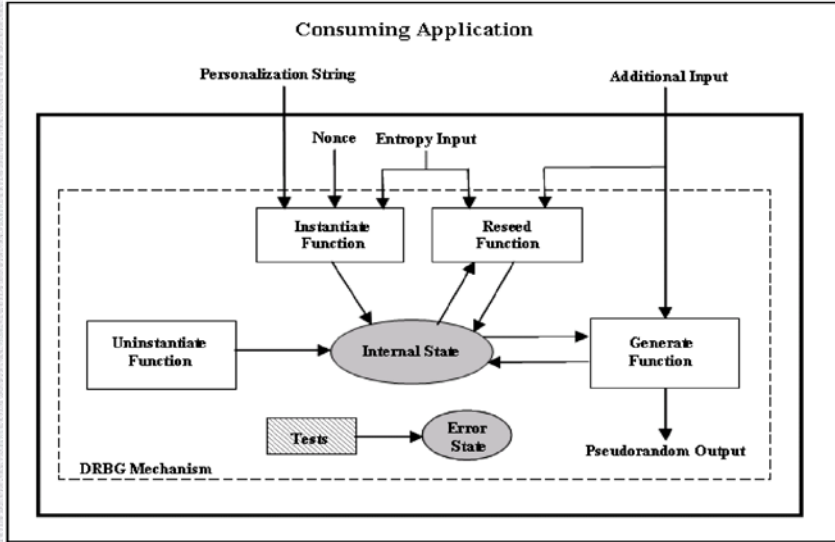 Consuming Application
Personalization String
Additional Input
Nonce
Entropy Input
Instantiate
Function
Reseed
Function
Uninstantiate
Function
Internal State
Generate
Function
Tests
Error
State
Pseudorandom Output
DRBG Mechanism